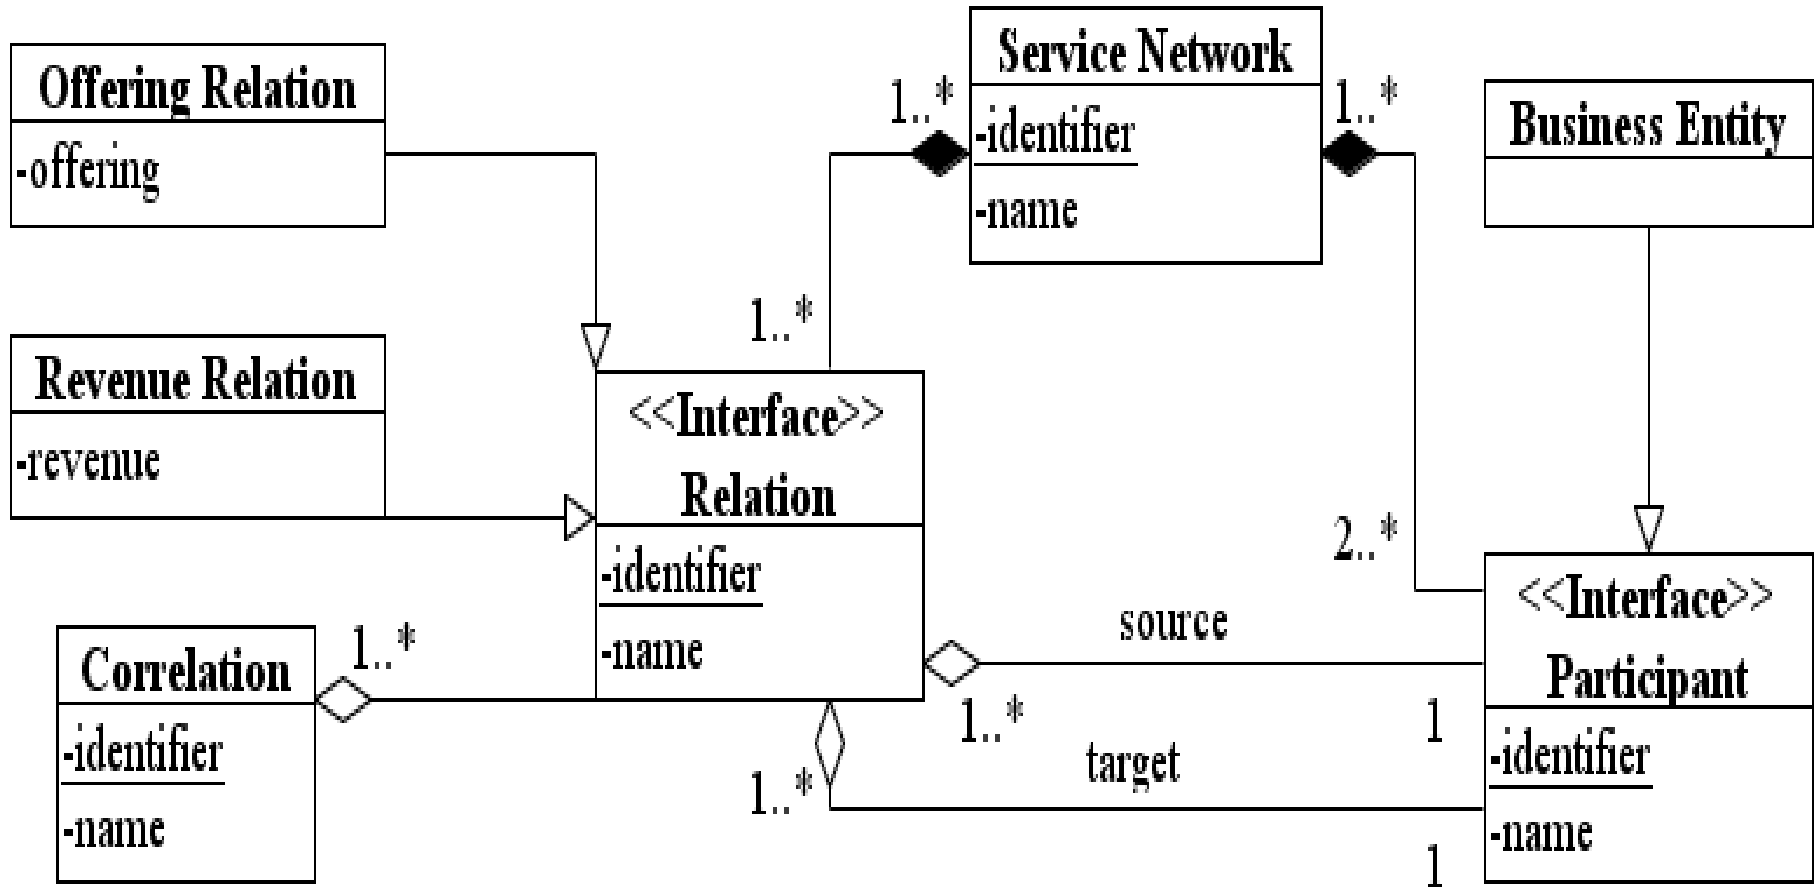 Offering Relation
-offering
Revenue Relation
-revenue
Correlation
-identifier
-name
1..*
<<Interface>>
Relation
-identifier
-name
1..*
1..*
Service Network
-identifier
-name
1..*
2..*
Business Entity
<<Interface>>
Participant
-identifier
-name
source
1..*
1
target
1..*
1